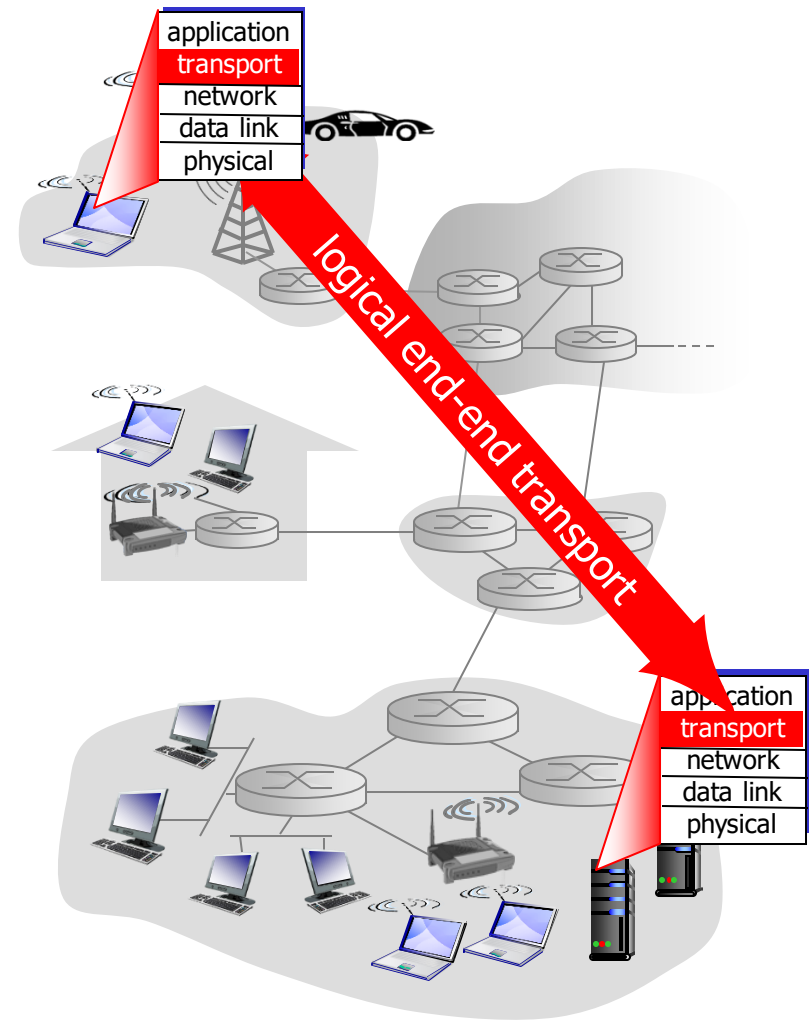 application
transport
network
data link
physical
logical end-end transport
application
transport
network
data link
physical